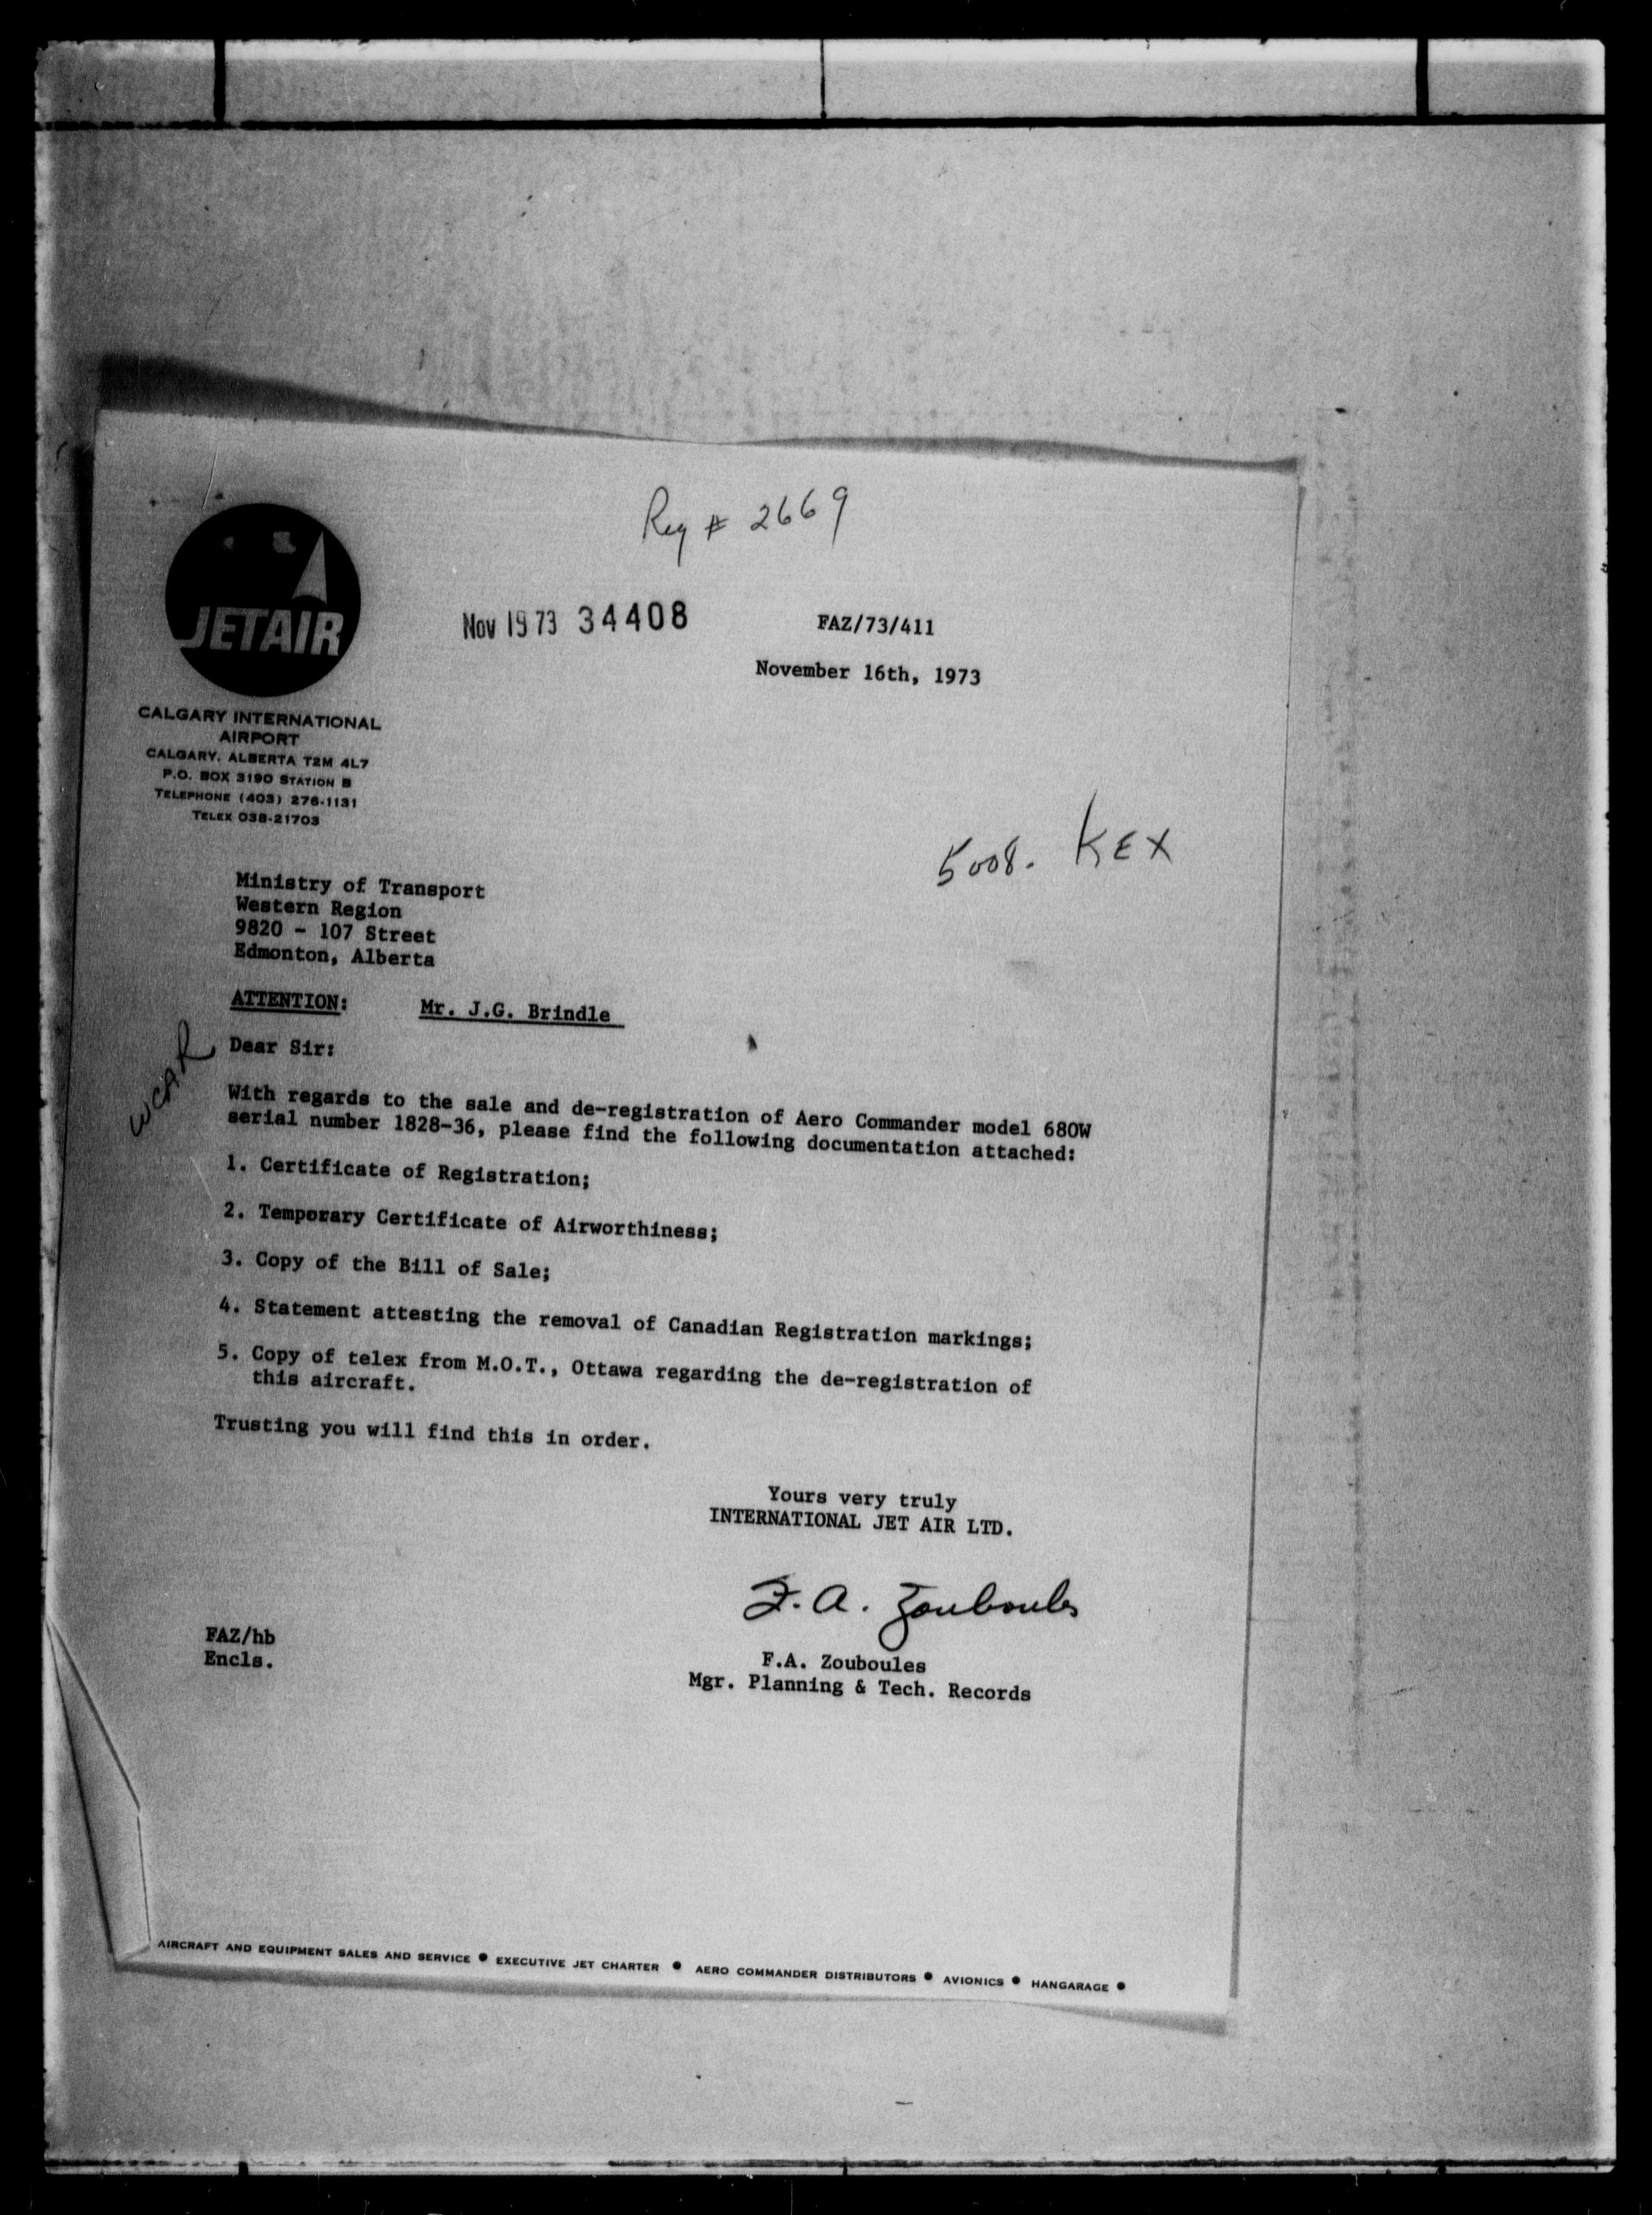 Reg # 2669
JETAIR
Nov 19 73 34408
FAZ/73/411
November 16th, 1973
CALGARY INTERNATIONAL
AIRPORT
CALGARY, ALBERTA T2M 4L7
P.O. BOX 3190 STATION B
TELEPHONE (403) 276-1131
TELEX 038-21703
5008. KEX
Ministry of Transport
Western Region
9820 - 107 Street
Edmonton, Alberta
ATTENTION: Mr. J.G. Brindle
WCAR
Dear Sir:
With regards to the sale and de-registration of Aero Commander model 680W
serial number 1828-36, please find the following documentation attached:
1. Certificate of Registration;
2. Temporary Certificate of Airworthiness;
3. Copy of the Bill of Sale;
4. Statement attesting the removal of Canadian Registration markings;
5. Copy of telex from M.O.T., Ottawa regarding the de-registration of
this aircraft.
Trusting you will find this in order.
Yours very truly
INTERNATIONAL JET AIR LTD.
F.A. Zouboules
FAZ/hb
Encls.
F.A. Zouboules
Mgr. Planning & Tech. Records
AIRCRAFT AND EQUIPMENT SALES AND SERVICE ● EXECUTIVE JET CHARTER ● AERO COMMANDER DISTRIBUTORS ● AVIONICS ● HANGARAGE ●